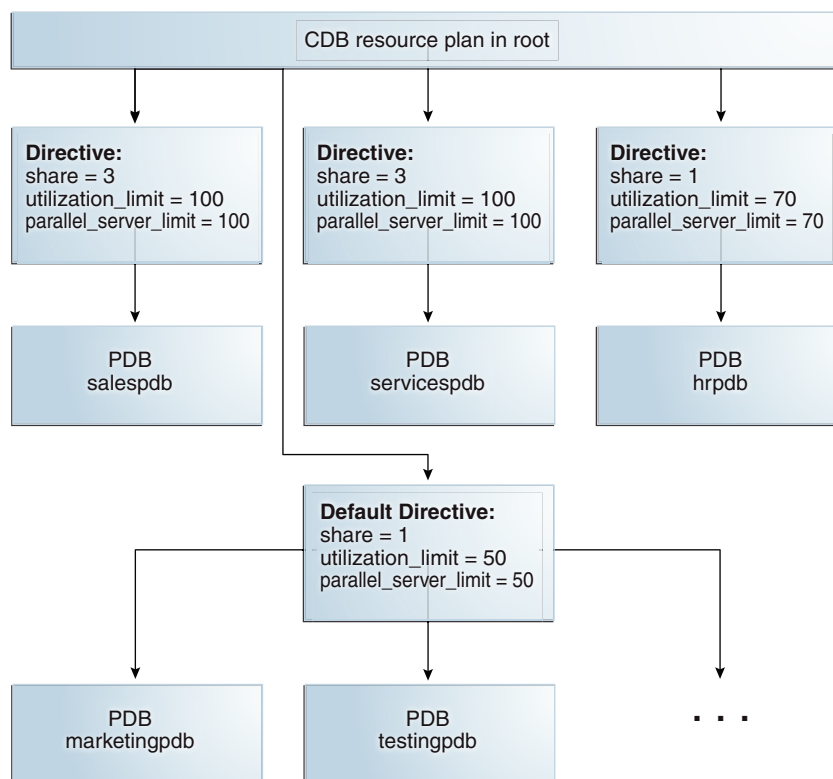 CDB resource plan in root
Directive:
share = 3
utilization_limit = 100
parallel_server_limit = 100
Directive:
share = 3
utilization_limit = 100
parallel_server_limit = 100
Directive:
share = 1
utilization_limit = 70
parallel_server_limit = 70
PDB
salespdb
PDB
servicespdb
PDB
hrpdb
Default Directive:
share = 1
utilization_limit = 50
parallel_server_limit = 50
PDB
marketingpdb
PDB
testingpdb
. . .